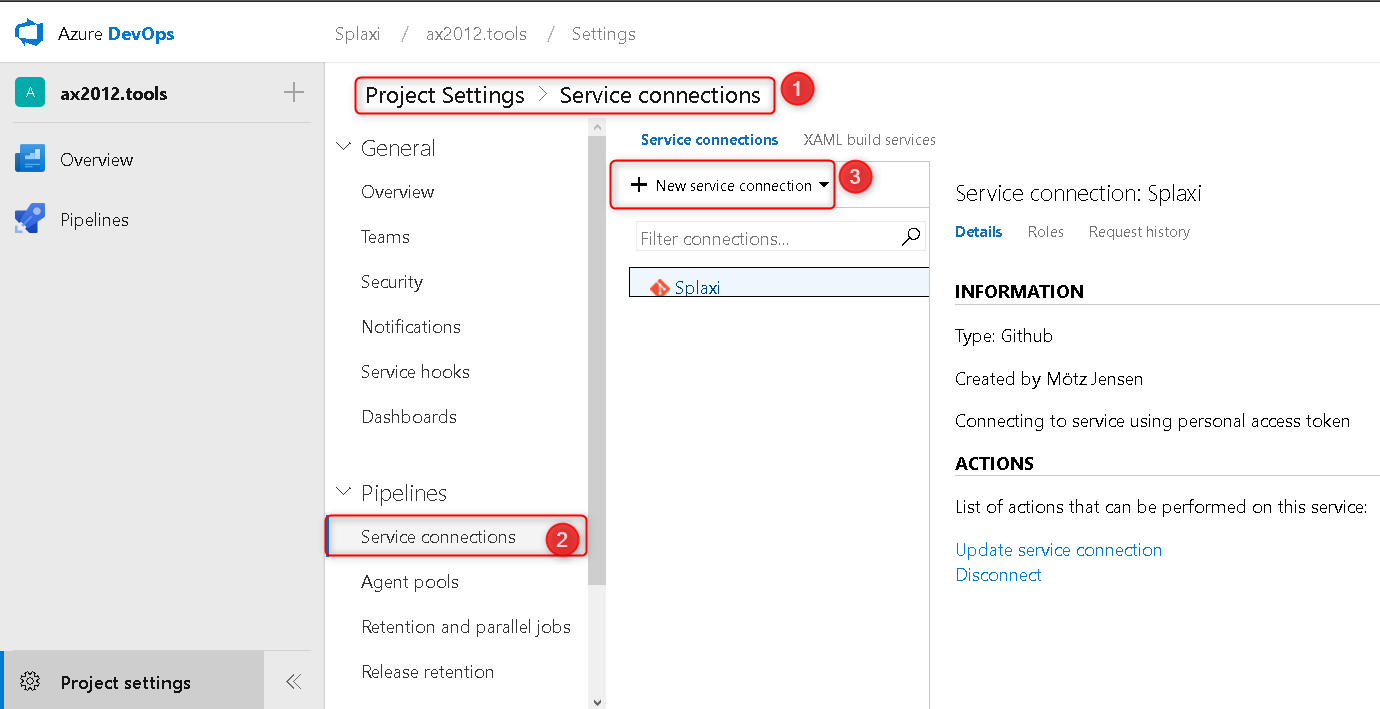 Azure DevOps
Splaxi / ax2012.tools / Settings
A ax2012.tools
Overview
Pipelines
Project settings
Project Settings > Service connections 1
General
Overview
Teams
Security
Notifications
Service hooks
Dashboards
Pipelines
Service connections 2
Agent pools
Retention and parallel jobs
Release retention
Service connections XAML build services
+ New service connection 3
Filter connections...
Splaxi
Service connection: Splaxi
Details Roles Request history
INFORMATION
Type: Github
Created by Mötz Jensen
Connecting to service using personal access token
ACTIONS
List of actions that can be performed on this service:
Update service connection
Disconnect